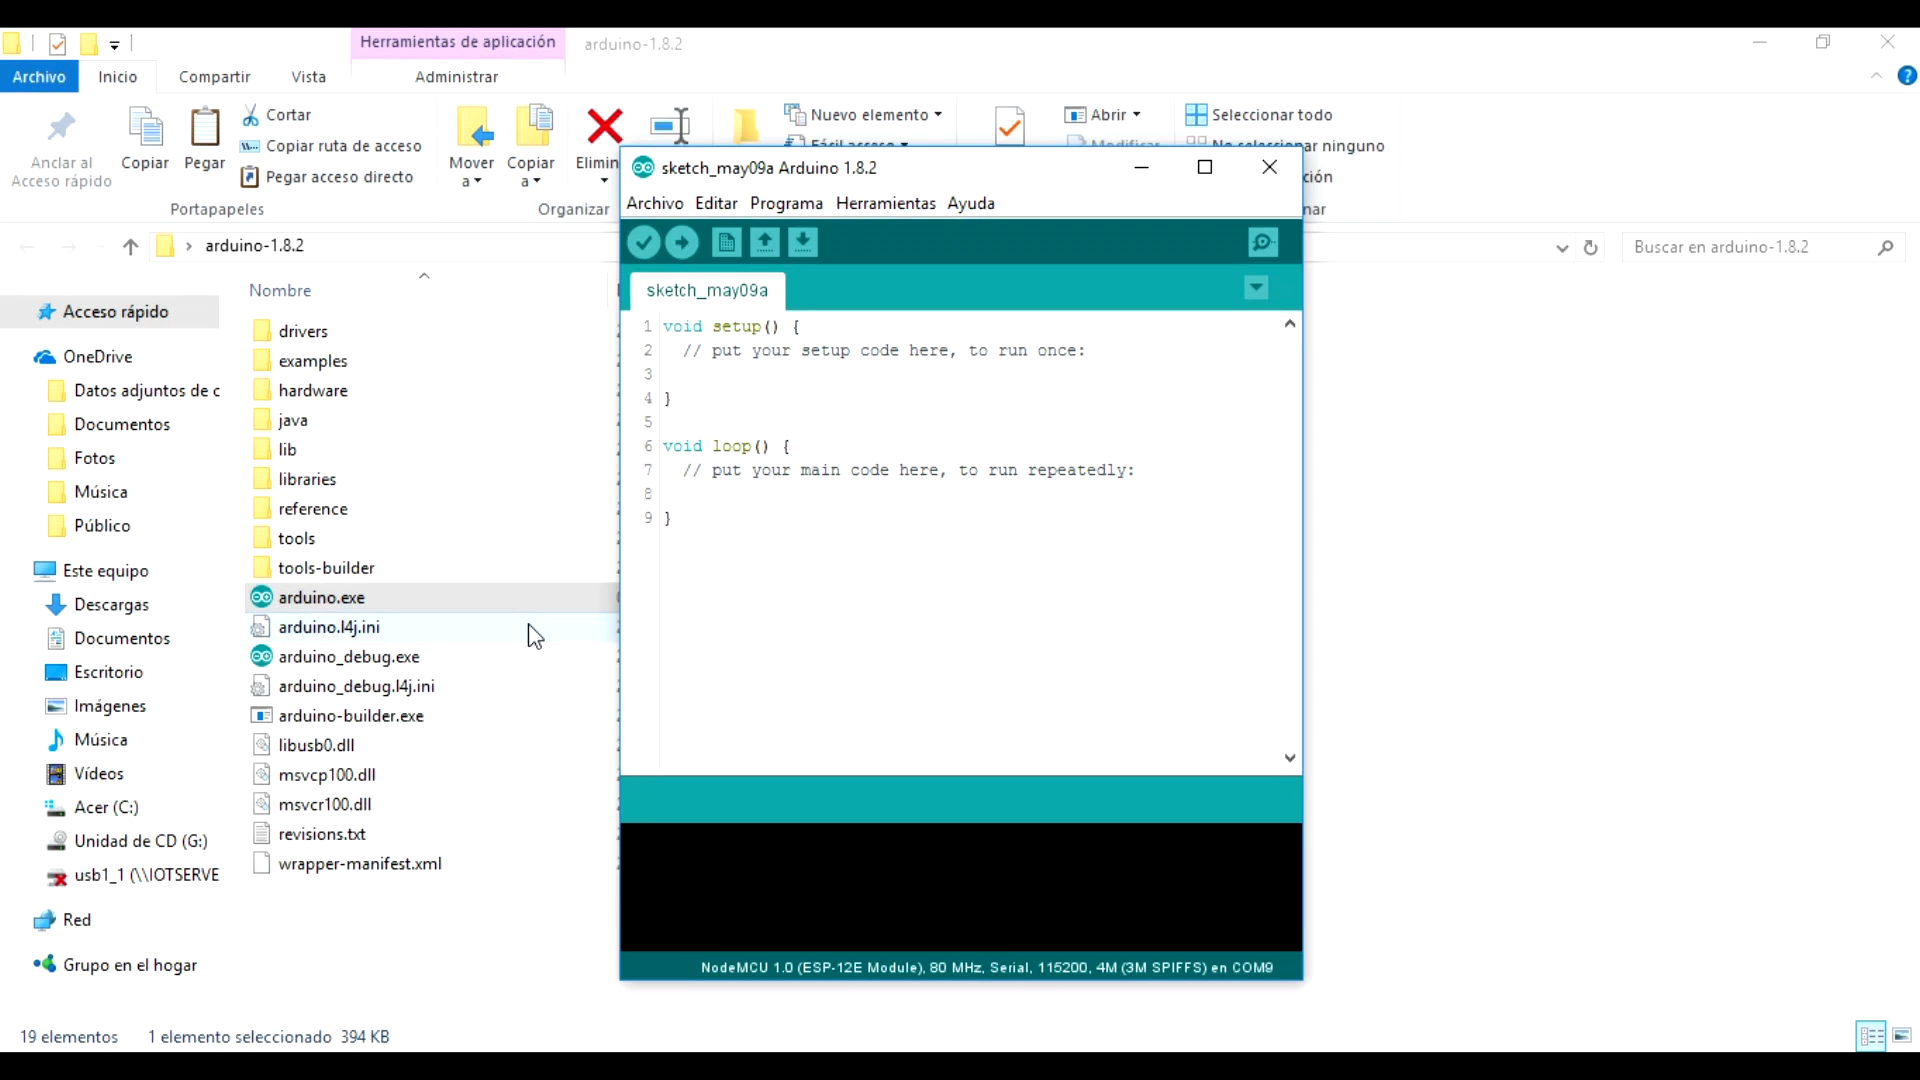 Herramientas de aplicación
arduino-1.8.2
Archivo
Inicio
Compartir
Vista
Administrar
Anclar al
Acceso rápido
Copiar
Pegar
Cortar
Copiar ruta de acceso
Pegar acceso directo
Portapapeles
Mover
a
Copiar
a
Elimin
Organizar
Nuevo elemento
Fácil acceso
Abrir
Modificar
Seleccionar todo
No seleccionar ninguno
ción
nar
arduino-1.8.2
Buscar en arduino-1.8.2
Acceso rápido
OneDrive
Datos adjuntos de c
Documentos
Fotos
Música
Público
Este equipo
Descargas
Documentos
Escritorio
Imágenes
Música
Vídeos
Acer (C:)
Unidad de CD (G:)
usb1_1 (\\IOTSERVE
Red
Grupo en el hogar
Nombre
drivers
examples
hardware
java
lib
libraries
reference
tools
tools-builder
arduino.exe
arduino.l4j.ini
arduino_debug.exe
arduino_debug.l4j.ini
arduino-builder.exe
libusb0.dll
msvcp100.dll
msvcr100.dll
revisions.txt
wrapper-manifest.xml
sketch_may09a Arduino 1.8.2
Archivo Editar Programa Herramientas Ayuda
sketch_may09a
1 void setup() {
2 // put your setup code here, to run once:
3
4 }
5
6 void loop() {
7 // put your main code here, to run repeatedly:
8
9 }
NodeMCU 1.0 (ESP-12E Module), 80 MHz, Serial, 115200, 4M (3M SPIFFS) en COM9
19 elementos 1 elemento seleccionado 394 KB